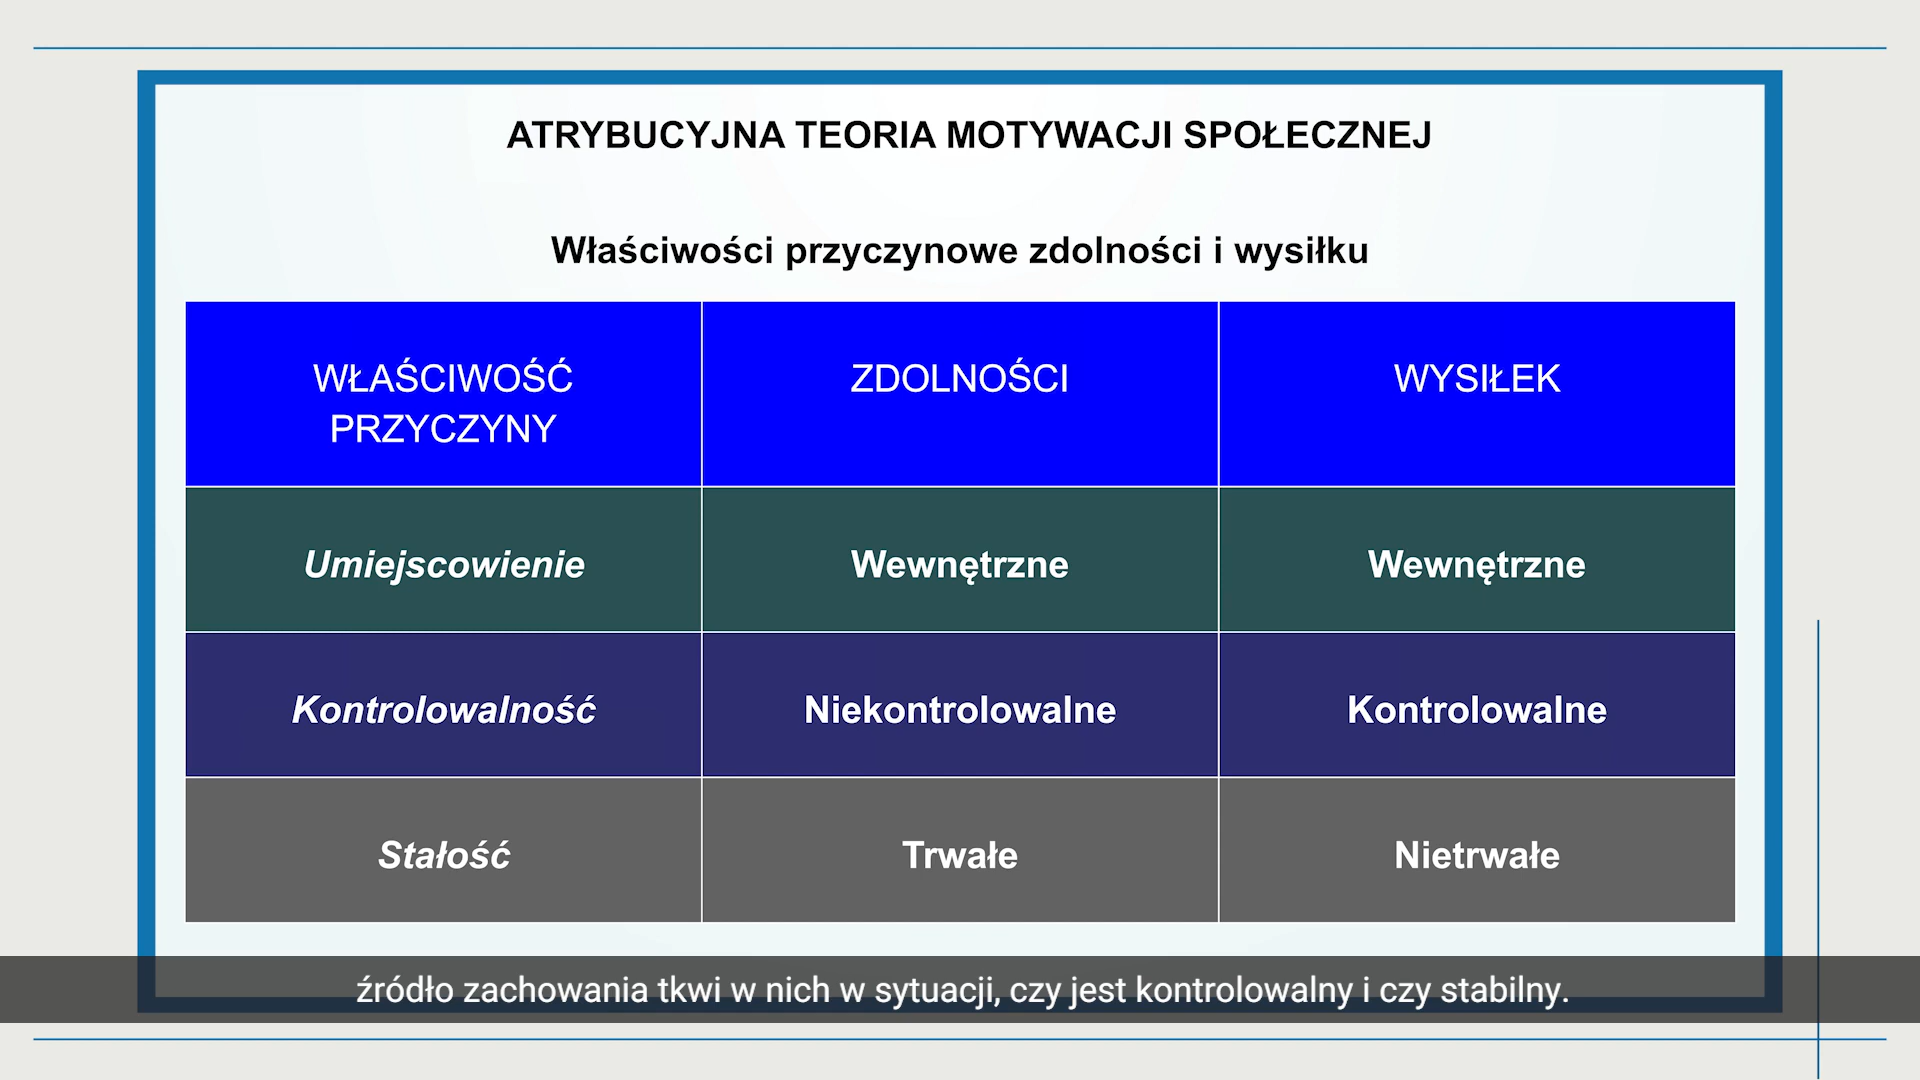 ATRYBUCYJNA TEORIA MOTYWACJI SPOŁECZNEJ
Właściwości przyczynowe zdolności i wysiłku
WŁAŚCIWOŚĆ PRZYCZYNY
ZDOLNOŚCI
WYSIŁEK
Umiejscowienie
Wewnętrzne
Wewnętrzne
Kontrolowalność
Niekontrolowalne
Kontrolowalne
Stałość
Trwałe
Nietrwałe
źródło zachowania tkwi w nich w sytuacji, czy jest kontrolowalny i czy stabilny.